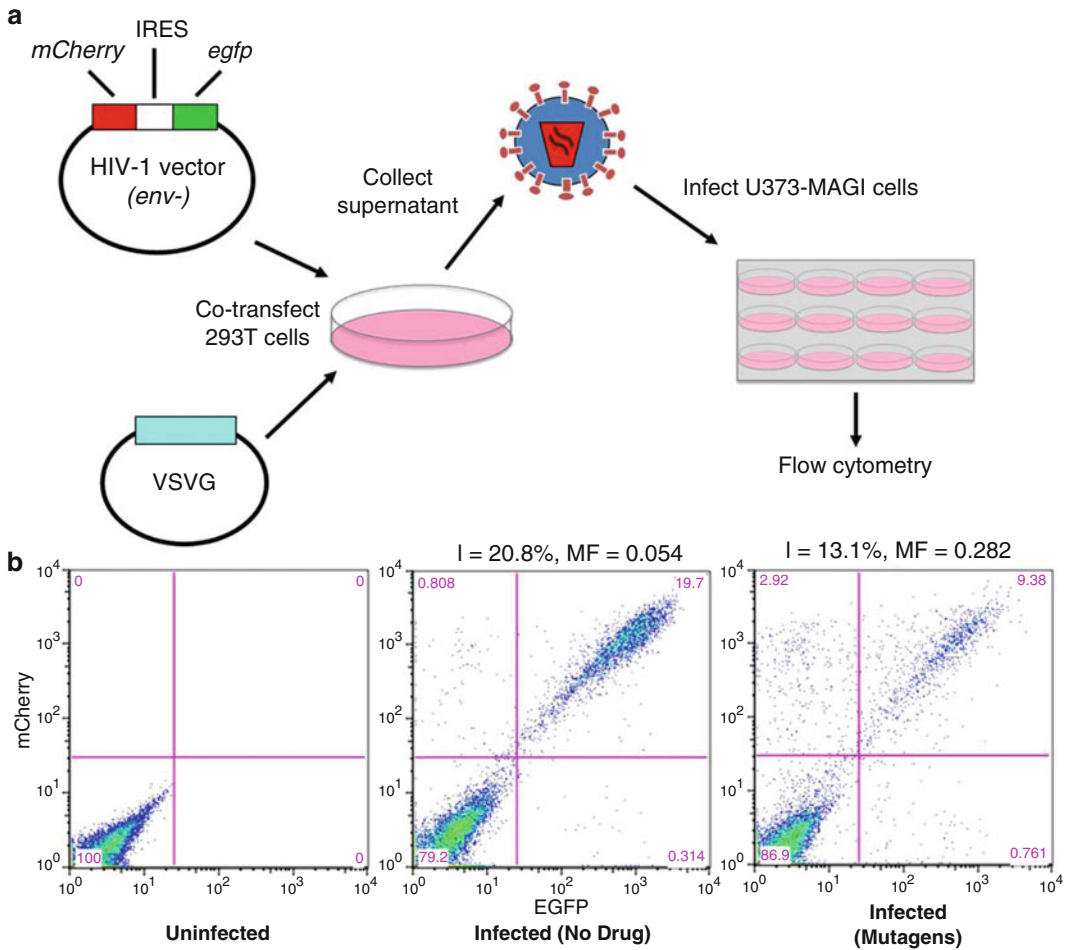 a
IRES
mCherry
egfp
HIV-1 vector
(env-)
Collect
supernatant
Infect U373-MAGI cells
Co-transfect
293T cells
VSVG
Flow cytometry
b
I = 20.8%, MF = 0.054
I = 13.1%, MF = 0.282
mCherry
10^4
10^3
10^2
10^1
10^0
0
0
100
0
10^0 10^1 10^2 10^3 10^4
Uninfected
10^4
10^3
10^2
10^1
10^0
0.808
19.7
79.2
0.314
10^0 10^1 10^2 10^3 10^4
EGFP
Infected (No Drug)
10^4
10^3
10^2
10^1
10^0
2.92
9.38
86.9
0.761
10^0 10^1 10^2 10^3 10^4
Infected
(Mutagens)